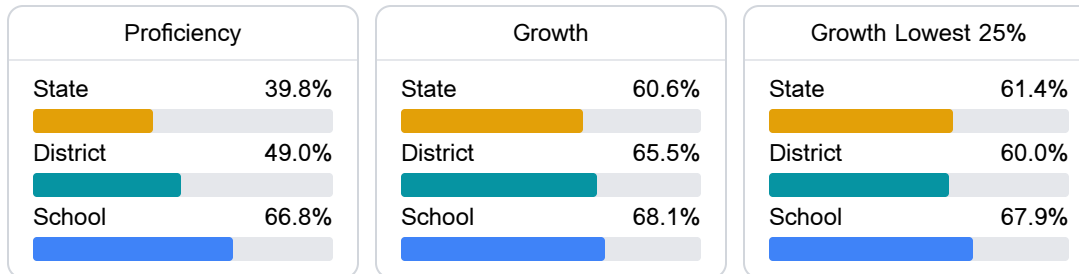 Proficiency
State 39.8%
District 49.0%
School 66.8%
Growth
State 60.6%
District 65.5%
School 68.1%
Growth Lowest 25%
State 61.4%
District 60.0%
School 67.9%